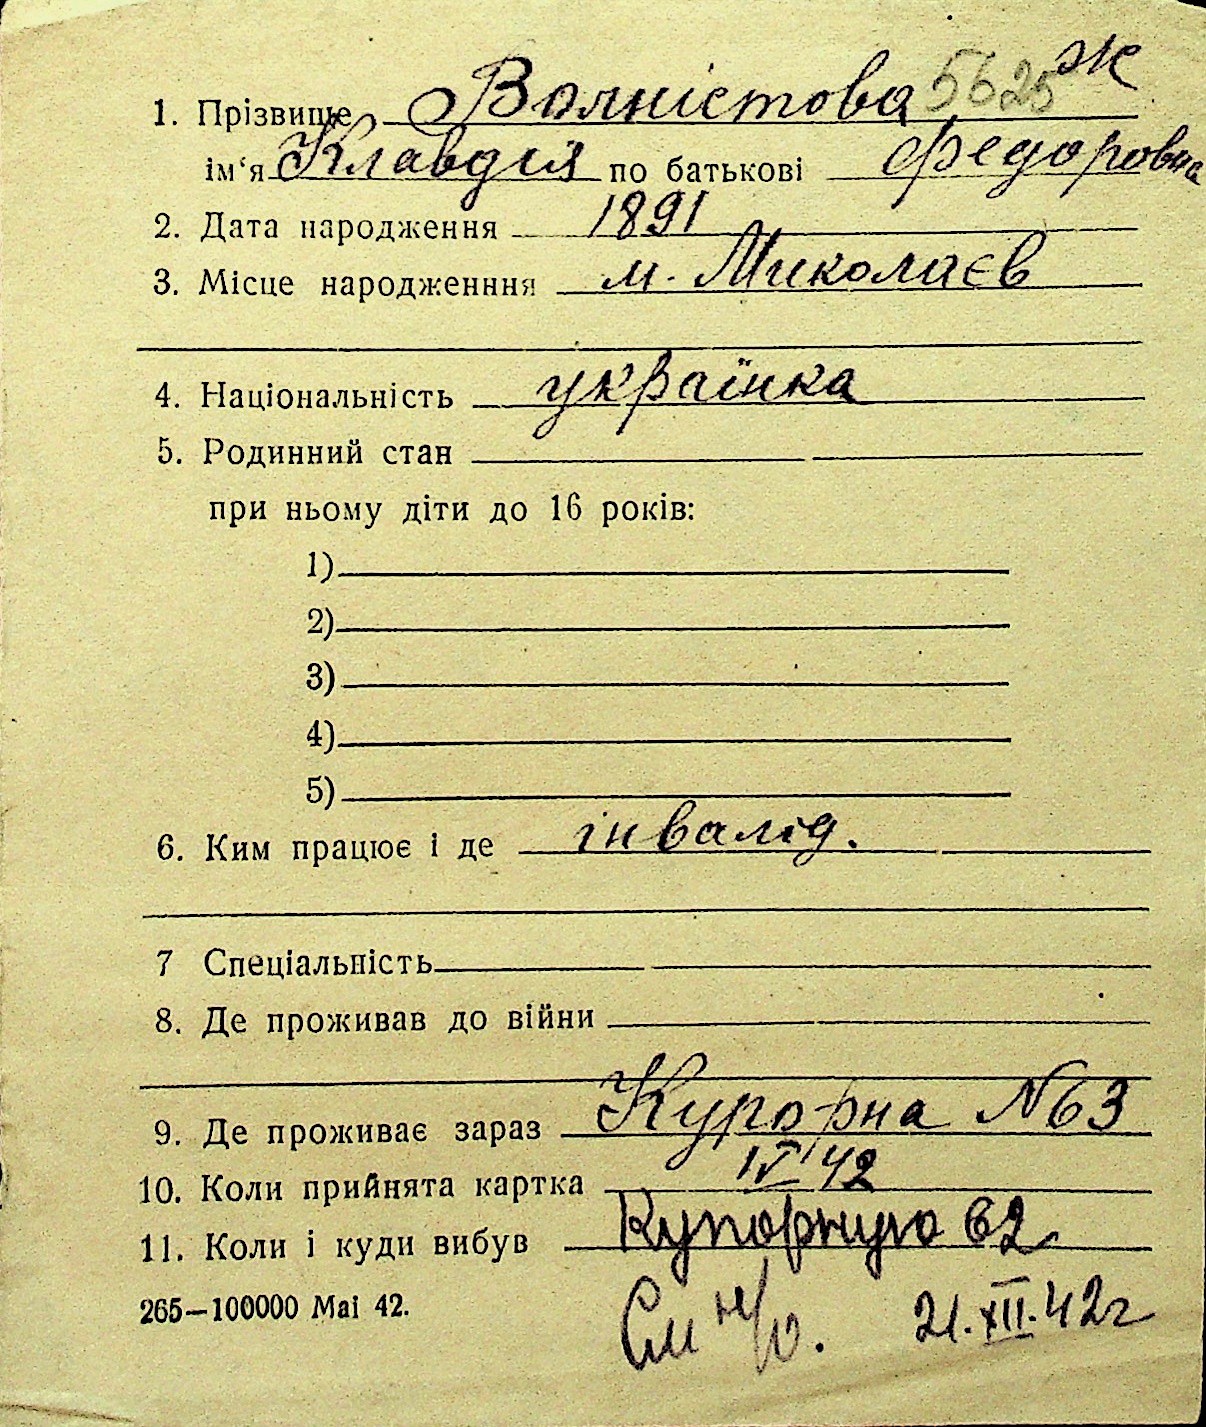 ж
1. Прізвище Волністова 5625
ім‘я Клавдія по батькові Федоровна
2. Дата народження 1891
3. Місце народженння м. Миколаєв
4. Національність українка
5. Родинний стан
при ньому діти до 16 років:
1)
2)
3)
4)
5)
6. Ким працює і де інвалід.
7 Спеціальність
8. Де проживав до війни
9. Де проживає зараз Курорна №63
10. Коли прийнята картка IV 42
11. Коли і куди вибув Купорную 62
265—100000 Mai 42.
См н/о. 21.XII.42г